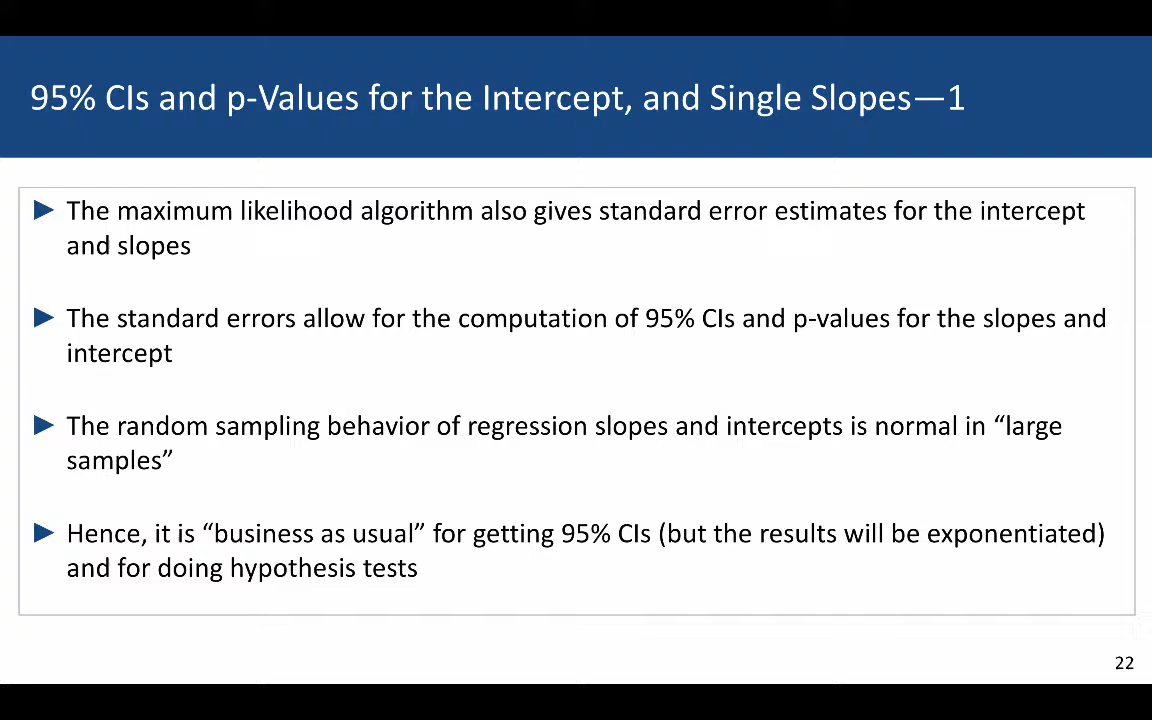 95% CIs and p-Values for the Intercept, and Single Slopes—1
► The maximum likelihood algorithm also gives standard error estimates for the intercept
and slopes
► The standard errors allow for the computation of 95% CIs and p-values for the slopes and
intercept
► The random sampling behavior of regression slopes and intercepts is normal in “large
samples”
► Hence, it is “business as usual” for getting 95% CIs (but the results will be exponentiated)
and for doing hypothesis tests
22